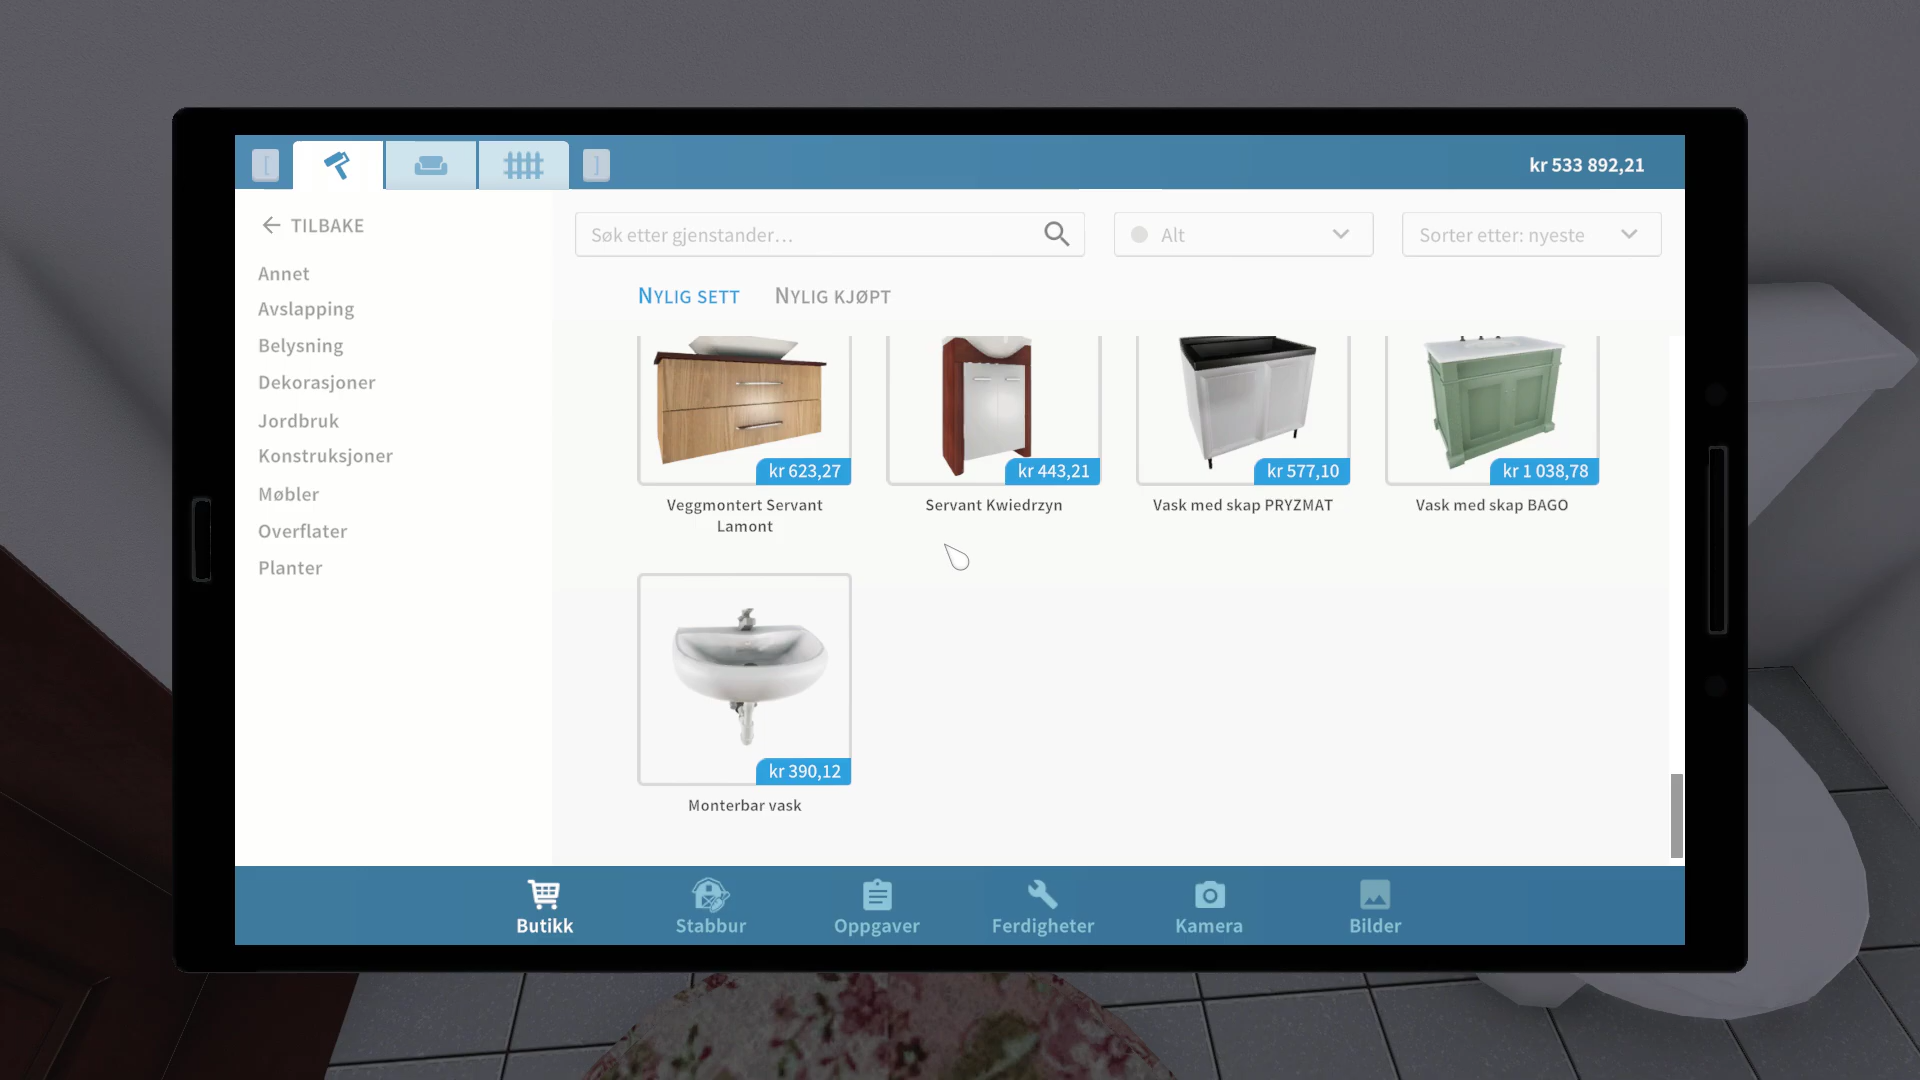 [
]
kr 533 892,21
TILBAKE
Annet
Avslapping
Belysning
Dekorasjoner
Jordbruk
Konstruksjoner
Møbler
Overflater
Planter
Søk etter gjenstander…
Alt
Sorter etter: nyeste
NYLIG SETT
NYLIG KJØPT
kr 623,27
kr 443,21
kr 577,10
kr 1 038,78
Veggmontert Servant
Lamont
Servant Kwiedrzyn
Vask med skap PRYZMAT
Vask med skap BAGO
kr 390,12
Monterbar vask
Butikk
Stabbur
Oppgaver
Ferdigheter
Kamera
Bilder